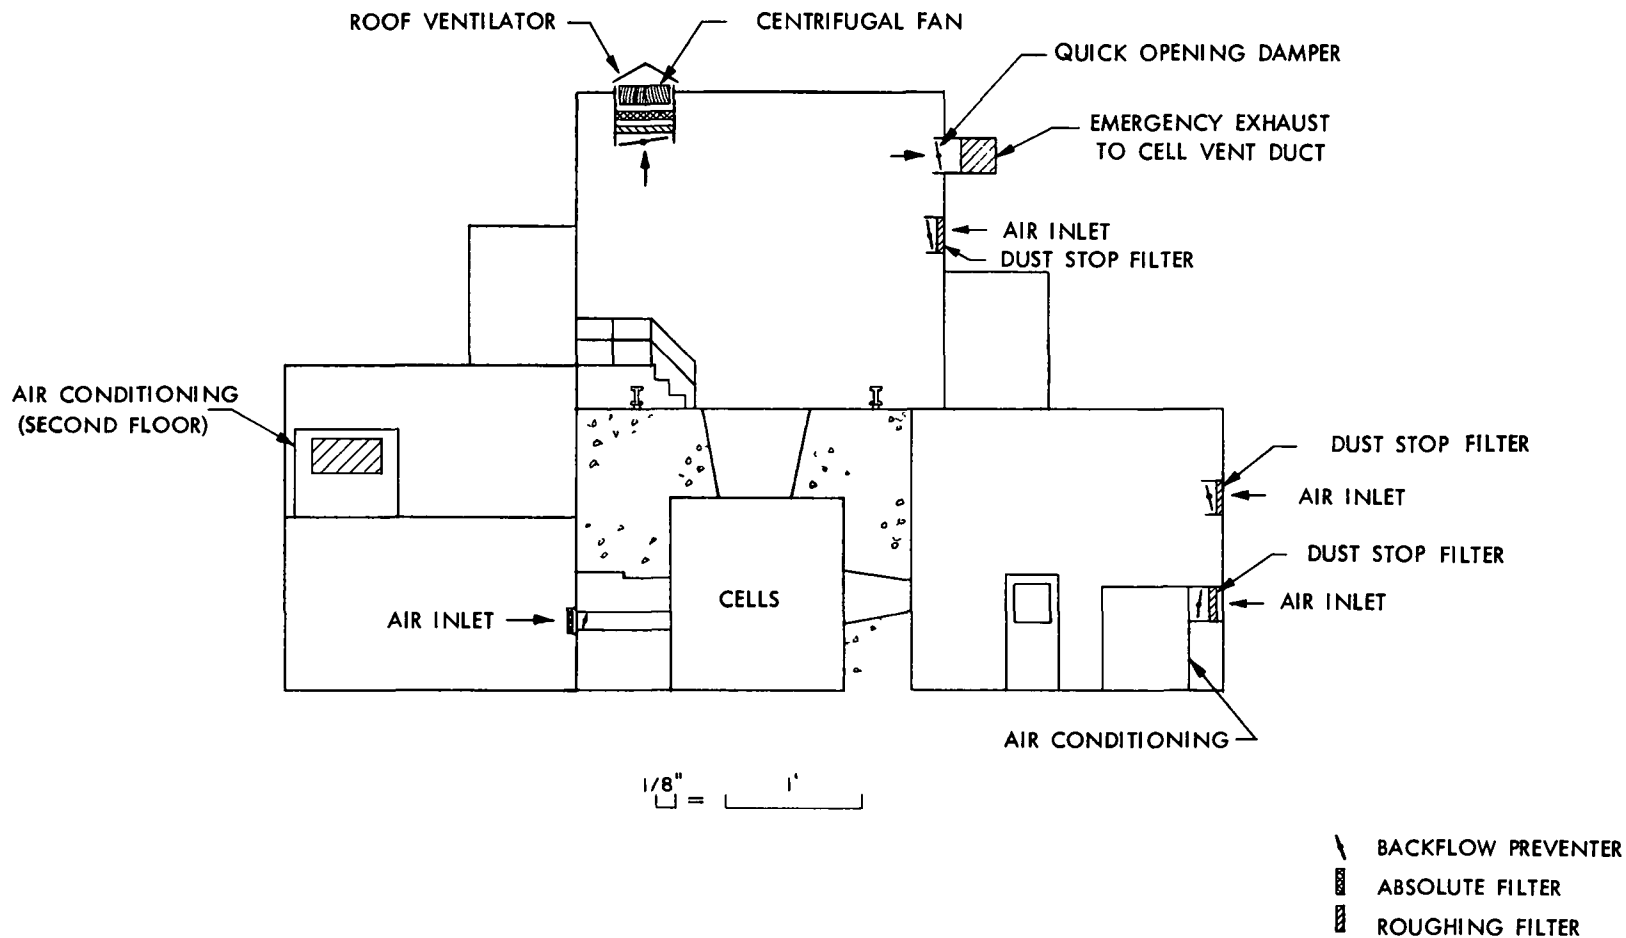 ROOF VENTILATOR
CENTRIFUGAL FAN
QUICK OPENING DAMPER
EMERGENCY EXHAUST
TO CELL VENT DUCT
AIR INLET
DUST STOP FILTER
AIR CONDITIONING
(SECOND FLOOR)
DUST STOP FILTER
AIR INLET
DUST STOP FILTER
CELLS
AIR INLET
AIR INLET
AIR CONDITIONING
1/8" = 1'
BACKFLOW PREVENTER
ABSOLUTE FILTER
ROUGHING FILTER